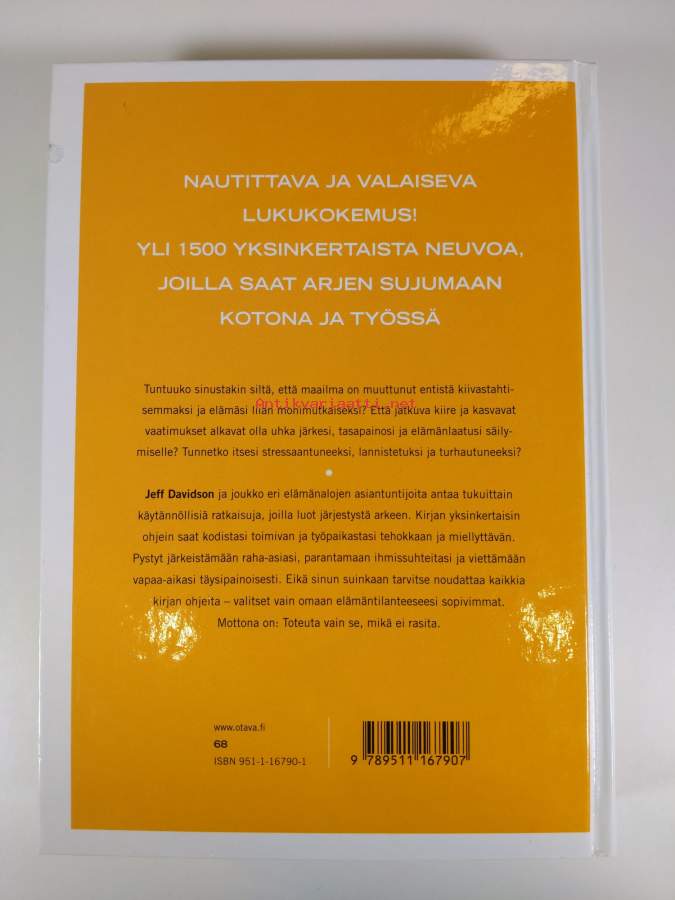 NAUTITTAVA JA VALAISEVA
LUKUKOKEMUS!
YLI 1500 YKSINKERTAISTA NEUVOA,
JOILLA SAAT ARJEN SUJUMAAN
KOTONA JA TYÖSSÄ
Tuntuuko sinustakin siltä, että maailma on muuttunut entistä kiivastahti-
semmaksi ja elämäsi liian monimutkaiseksi? Että jatkuva kiire ja kasvavat
Antikvariaatti.net
vaatimukset alkavat olla uhka järkesi, tasapainosi ja elämänlaatusi säily-
miselle? Tunnetko itsesi stressaantuneeksi, lannistetuksi ja turhautuneeksi?
Jeff Davidson ja joukko eri elämänalojen asiantuntijoita antaa tukuittain
käytännöllisiä ratkaisuja, joilla luot järjestystä arkeen. Kirjan yksinkertaisin
ohjein saat kodistasi toimivan ja työpaikastasi tehokkaan ja miellyttävän.
Pystyt järkeistämään raha-asiasi, parantamaan ihmissuhteitasi ja viettämään
vapaa-aikasi täysipainoisesti. Eikä sinun suinkaan tarvitse noudattaa kaikkia
kirjan ohjeita – valitset vain omaan elämäntilanteeseesi sopivimmat.
Mottona on: Toteuta vain se, mikä ei rasita.
www.otava.fi
68
ISBN 951-1-16790-1
9 789511 167907